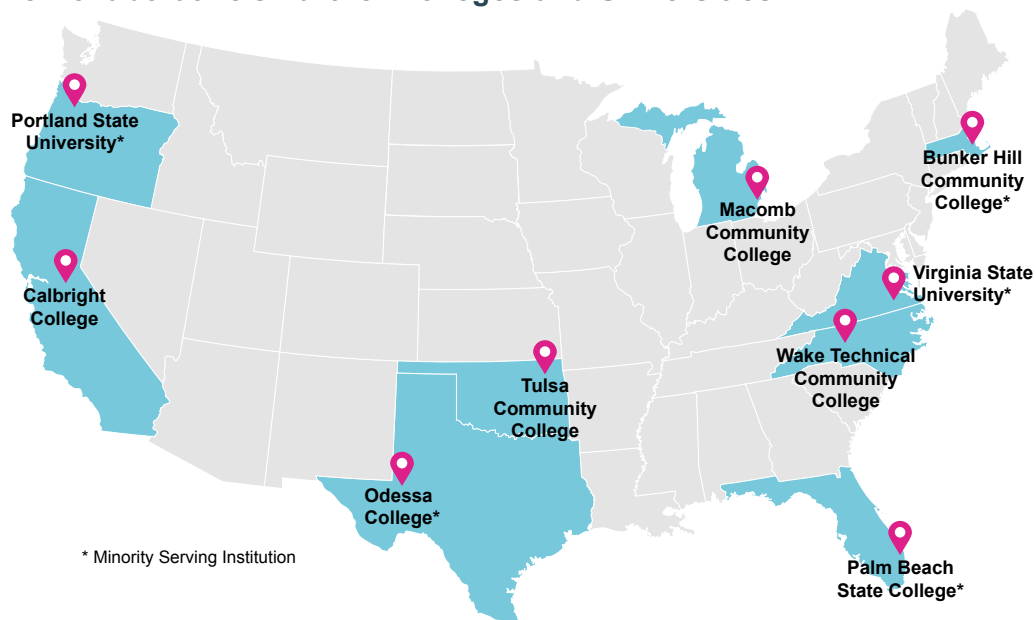 Portland State
University*
Bunker Hill
Community
College*
Macomb
Community
College
Calbright
College
Virginia State
University*
Wake Technical
Community
College
Tulsa
Community
College
Odessa
College*
* Minority Serving Institution
Palm Beach
State College*